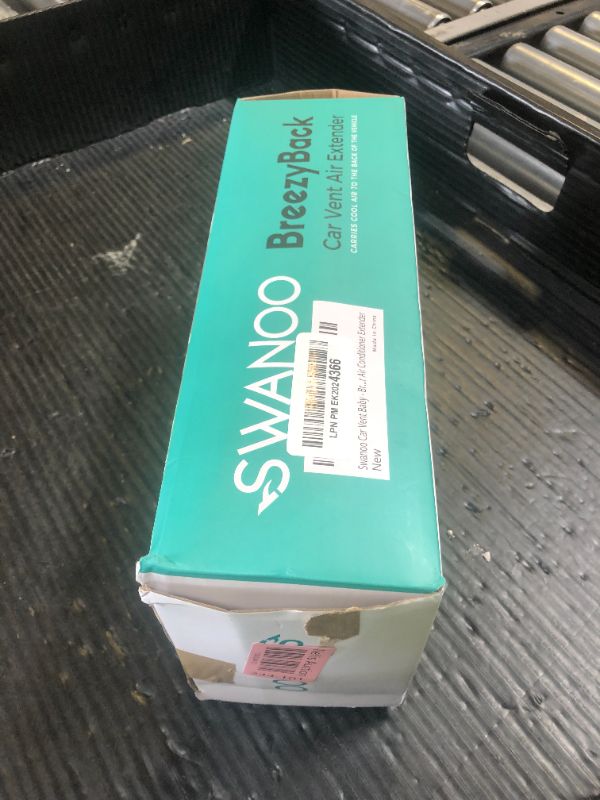 SWANOO
BreezyBack
Car Vent Air Extender
CARRIES COOL AIR TO THE BACK OF THE VEHICLE
LPN PM EK2024366
Swanoo Car Vent Baby - Br...r Air Conditioner Extender
New
Made in China